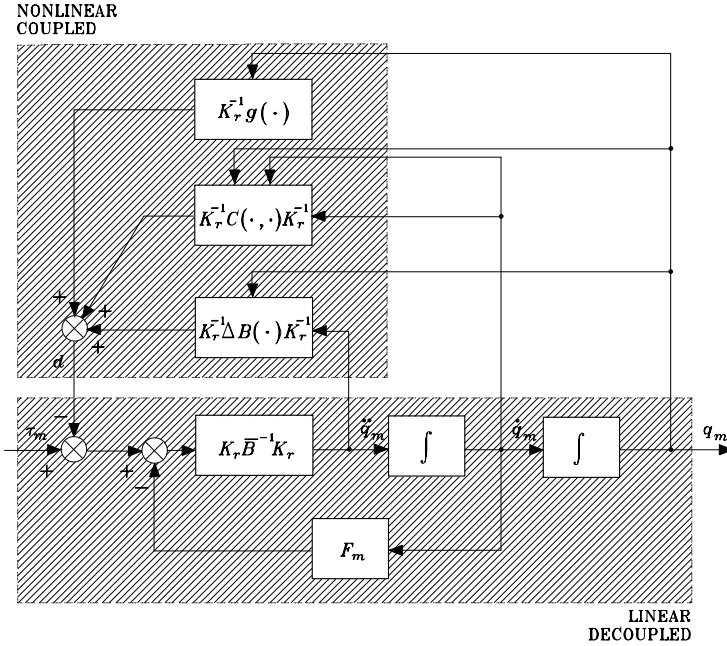 NONLINEAR
COUPLED
K_r^{-1} g(·)
K_r^{-1} C(·,·) K_r^{-1}
+
+
K_r^{-1} ΔB(·) K_r^{-1}
+
d
−
τ_m
+
+
−
K_r B̅^{-1} K_r
q̈_m
∫
q̇_m
∫
q_m
F_m
LINEAR
DECOUPLED